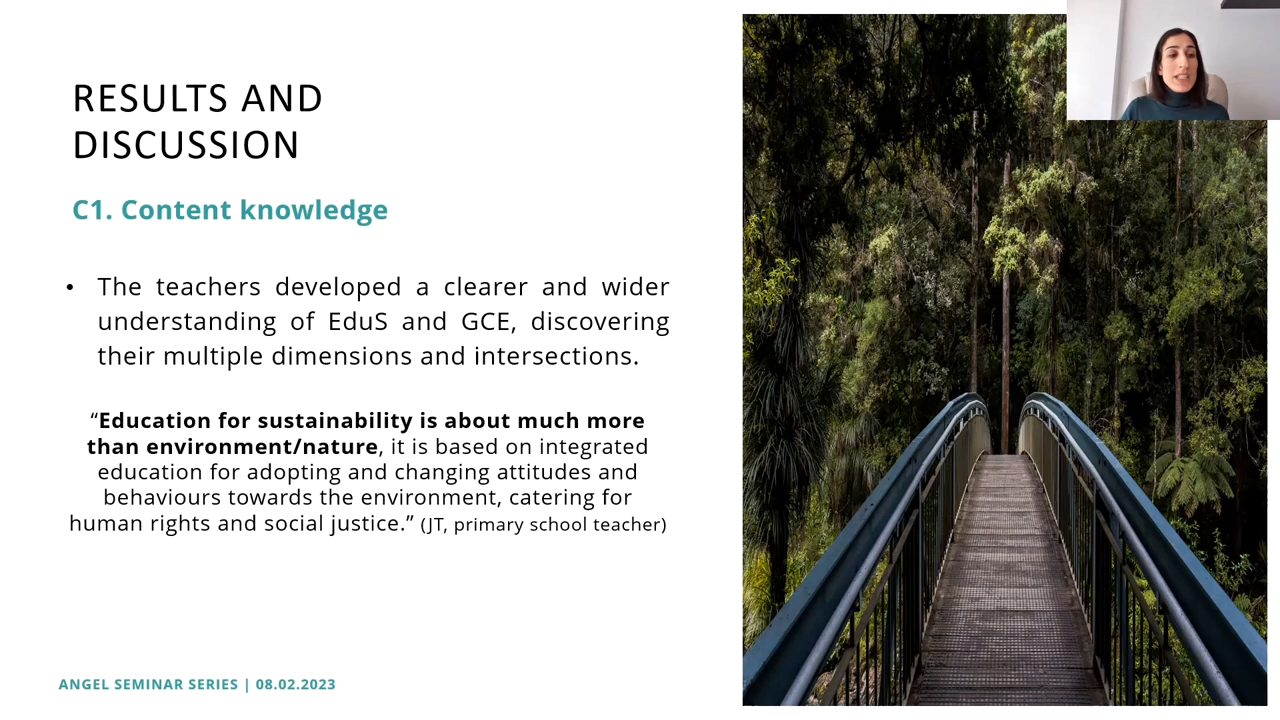 RESULTS AND
DISCUSSION
C1. Content knowledge
• The teachers developed a clearer and wider
understanding of EduS and GCE, discovering
their multiple dimensions and intersections.
“Education for sustainability is about much more
than environment/nature, it is based on integrated
education for adopting and changing attitudes and
behaviours towards the environment, catering for
human rights and social justice.” (JT, primary school teacher)
ANGEL SEMINAR SERIES | 08.02.2023